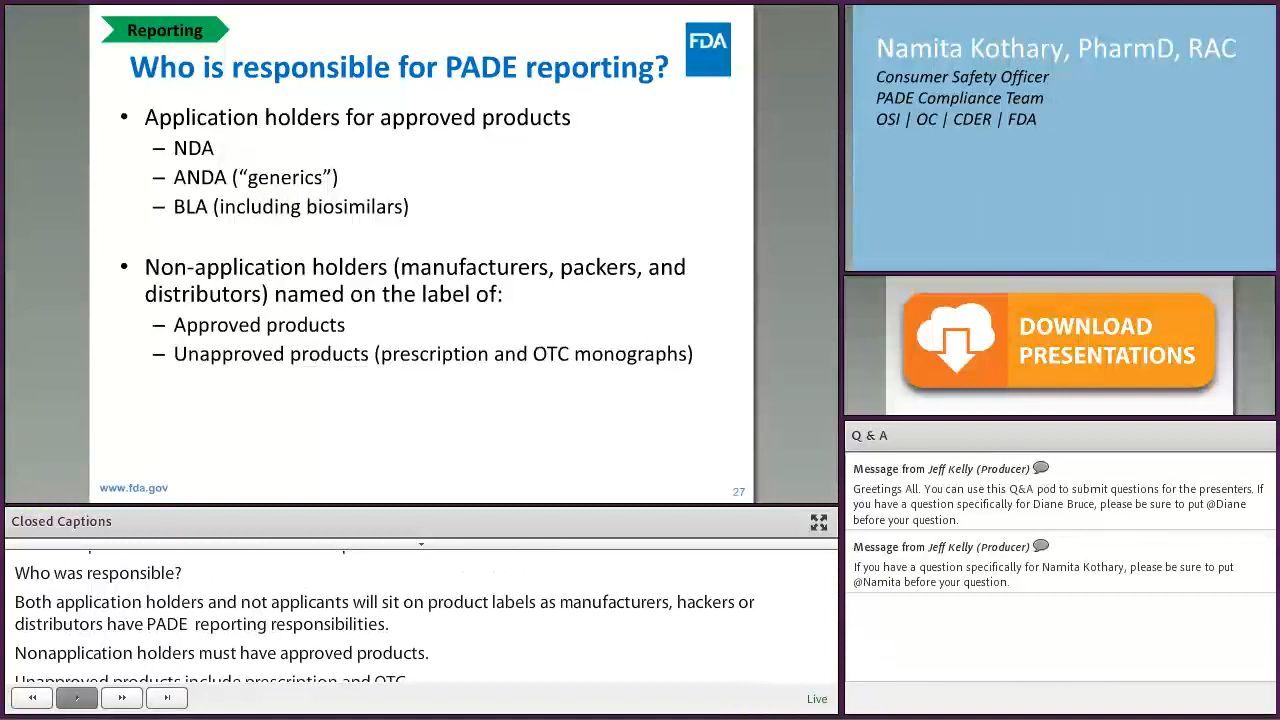 Reporting
FDA
Who is responsible for PADE reporting?
• Application holders for approved products
– NDA
– ANDA (“generics”)
– BLA (including biosimilars)
• Non-application holders (manufacturers, packers, and
distributors) named on the label of:
– Approved products
– Unapproved products (prescription and OTC monographs)
www.fda.gov
27
Namita Kothary, PharmD, RAC
Consumer Safety Officer
PADE Compliance Team
OSI | OC | CDER | FDA
DOWNLOAD
PRESENTATIONS
Q & A
Message from Jeff Kelly (Producer)
Greetings All. You can use this Q&A pod to submit questions for the presenters. If
you have a question specifically for Diane Bruce, please be sure to put @Diane
before your question.
Message from Jeff Kelly (Producer)
If you have a question specifically for Namita Kothary, please be sure to put
@Namita before your question.
Closed Captions
Who was responsible?
Both application holders and not applicants will sit on product labels as manufacturers, hackers or
distributors have PADE reporting responsibilities.
Nonapplication holders must have approved products.
Unapproved products include prescription and OTC
Live